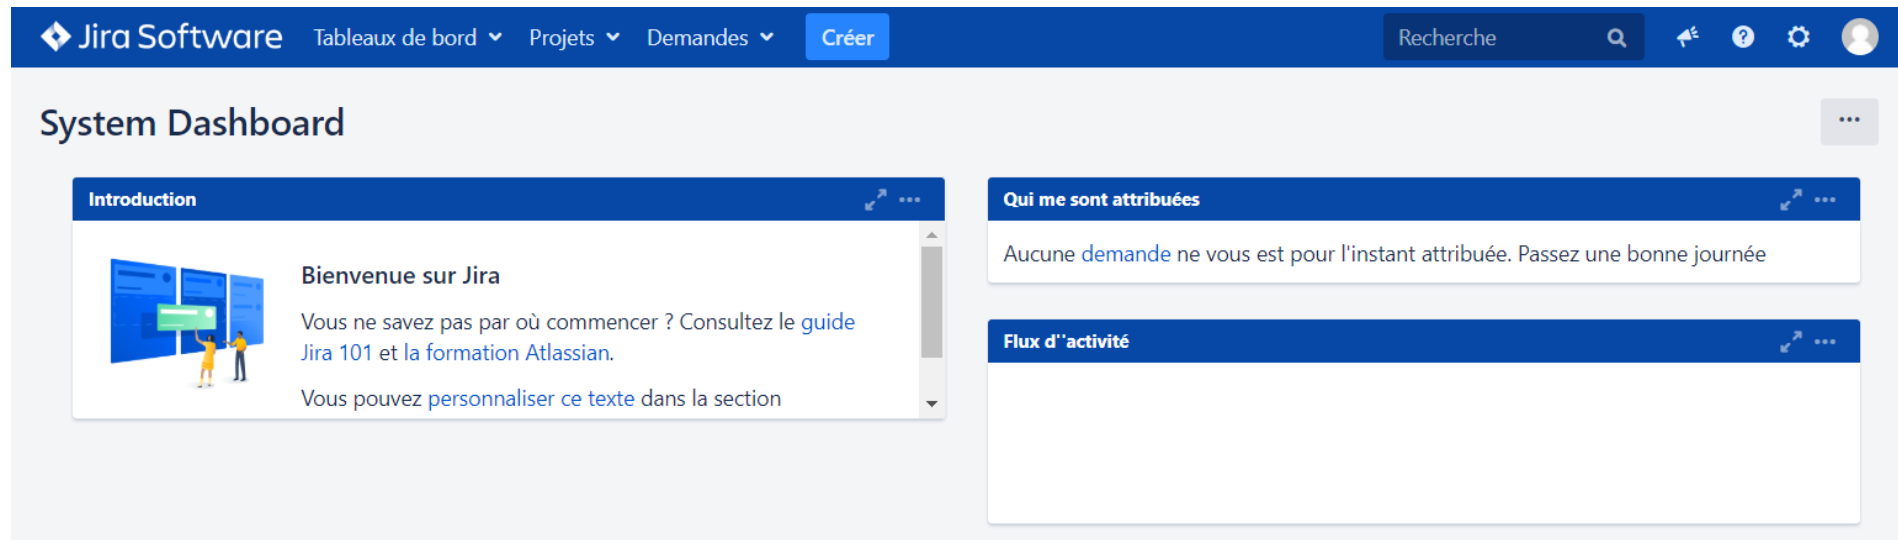 Jira Software Tableaux de bord Projets Demandes Créer Recherche
System Dashboard
Introduction
Bienvenue sur Jira
Vous ne savez pas par où commencer ? Consultez le guide
Jira 101 et la formation Atlassian.
Vous pouvez personnaliser ce texte dans la section
Qui me sont attribuées
Aucune demande ne vous est pour l'instant attribuée. Passez une bonne journée
Flux d''activité